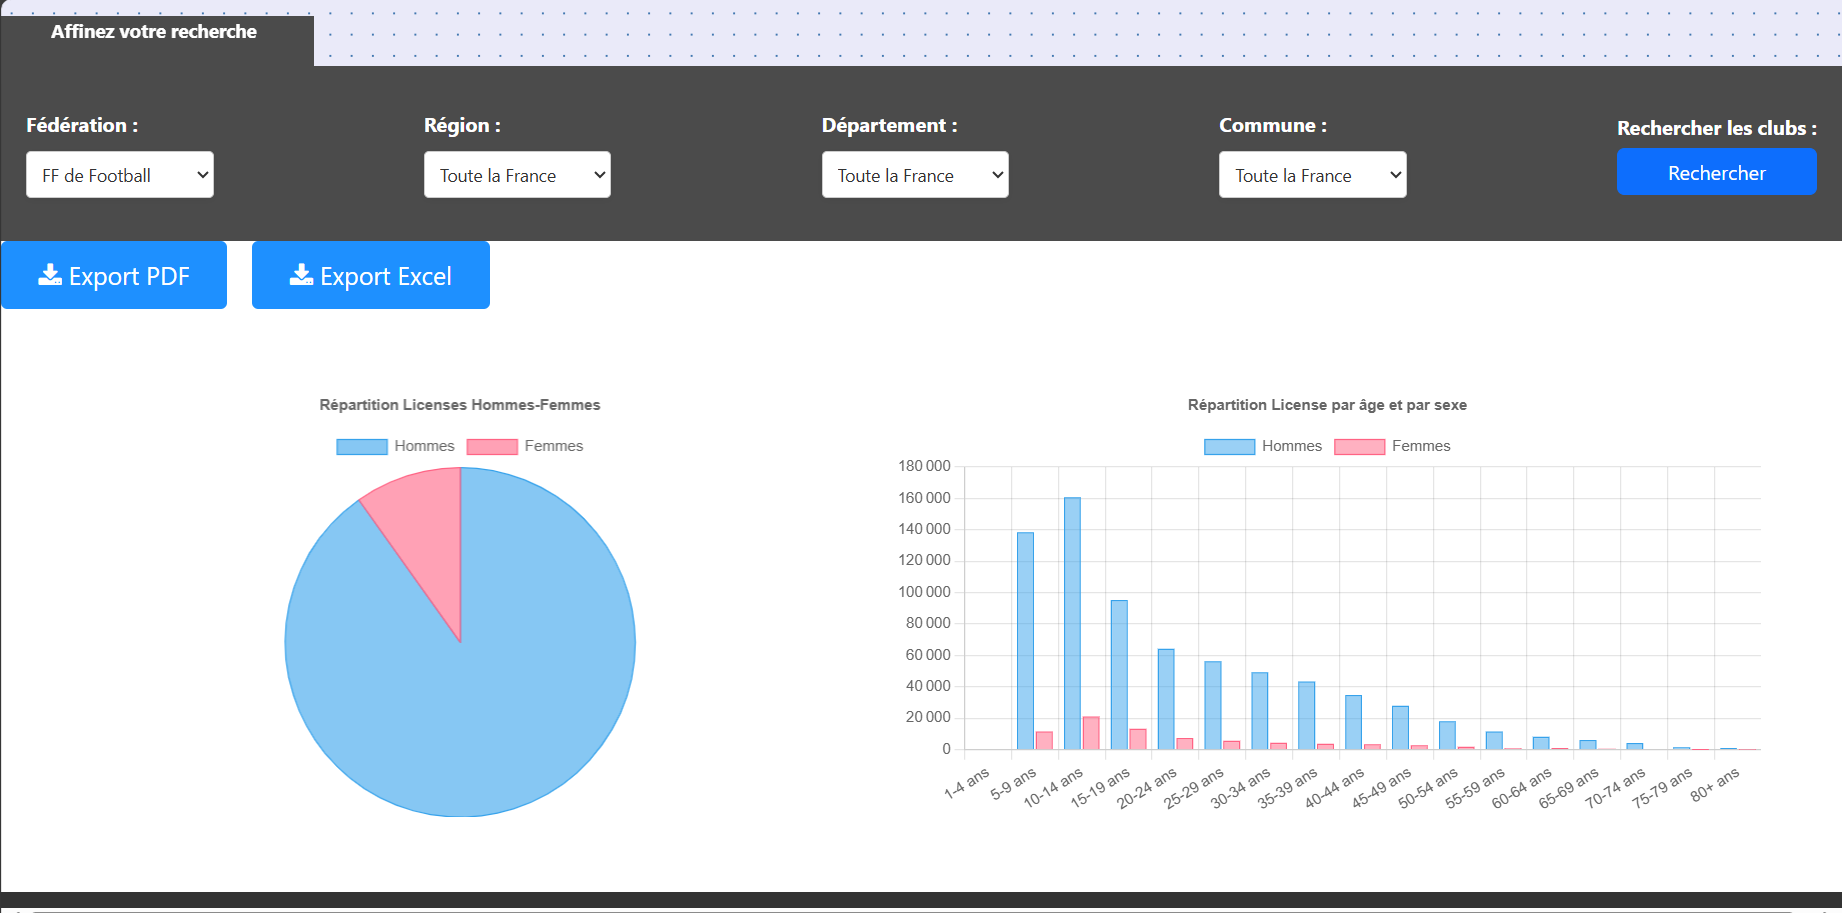 Affinez votre recherche
Fédération :
FF de Football
Région :
Toute la France
Département :
Toute la France
Commune :
Toute la France
Rechercher les clubs :
Rechercher
Export PDF
Export Excel
Répartition Licenses Hommes-Femmes
Hommes
Femmes
Répartition License par âge et par sexe
Hommes
Femmes
180 000
160 000
140 000
120 000
100 000
80 000
60 000
40 000
20 000
0
1-4 ans
5-9 ans
10-14 ans
15-19 ans
20-24 ans
25-29 ans
30-34 ans
35-39 ans
40-44 ans
45-49 ans
50-54 ans
55-59 ans
60-64 ans
65-69 ans
70-74 ans
75-79 ans
80+ ans